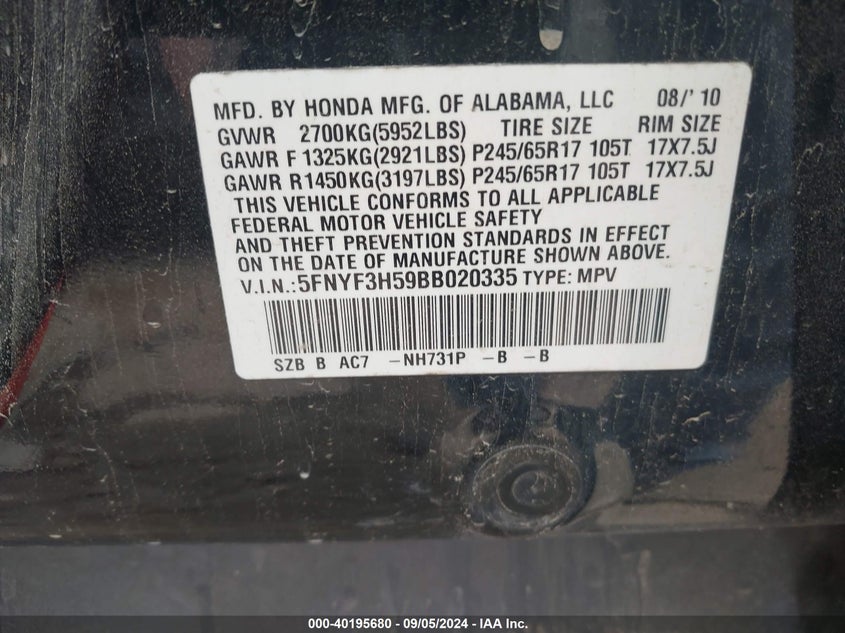 MFD. BY HONDA MFG. OF ALABAMA, LLC 08/'10
GVWR 2700KG(5952LBS) TIRE SIZE RIM SIZE
GAWR F 1325KG(2921LBS) P245/65R17 105T 17X7.5J
GAWR R1450KG(3197LBS) P245/65R17 105T 17X7.5J
THIS VEHICLE CONFORMS TO ALL APPLICABLE
FEDERAL MOTOR VEHICLE SAFETY
AND THEFT PREVENTION STANDARDS IN EFFECT
ON THE DATE OF MANUFACTURE SHOWN ABOVE.
V.I.N.:5FNYF3H59BB020335 TYPE: MPV
SZB B AC7 -NH731P -B -B
000-40195680 - 09/05/2024 - IAA Inc.